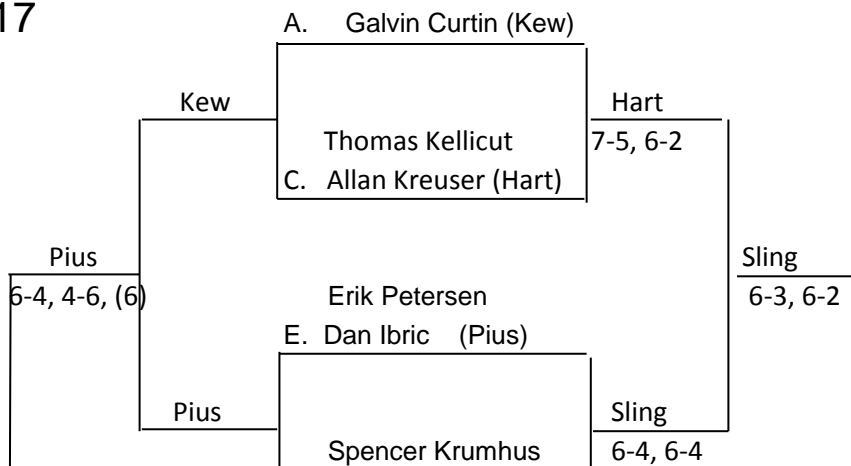 17
A. Galvin Curtin (Kew)
Kew
Hart
Thomas Kellicut
7-5, 6-2
C. Allan Kreuser (Hart)
Pius
Sling
6-4, 4-6, (6)
Erik Petersen
6-3, 6-2
E. Dan Ibric (Pius)
Pius
Sling
Spencer Krumhus
6-4, 6-4